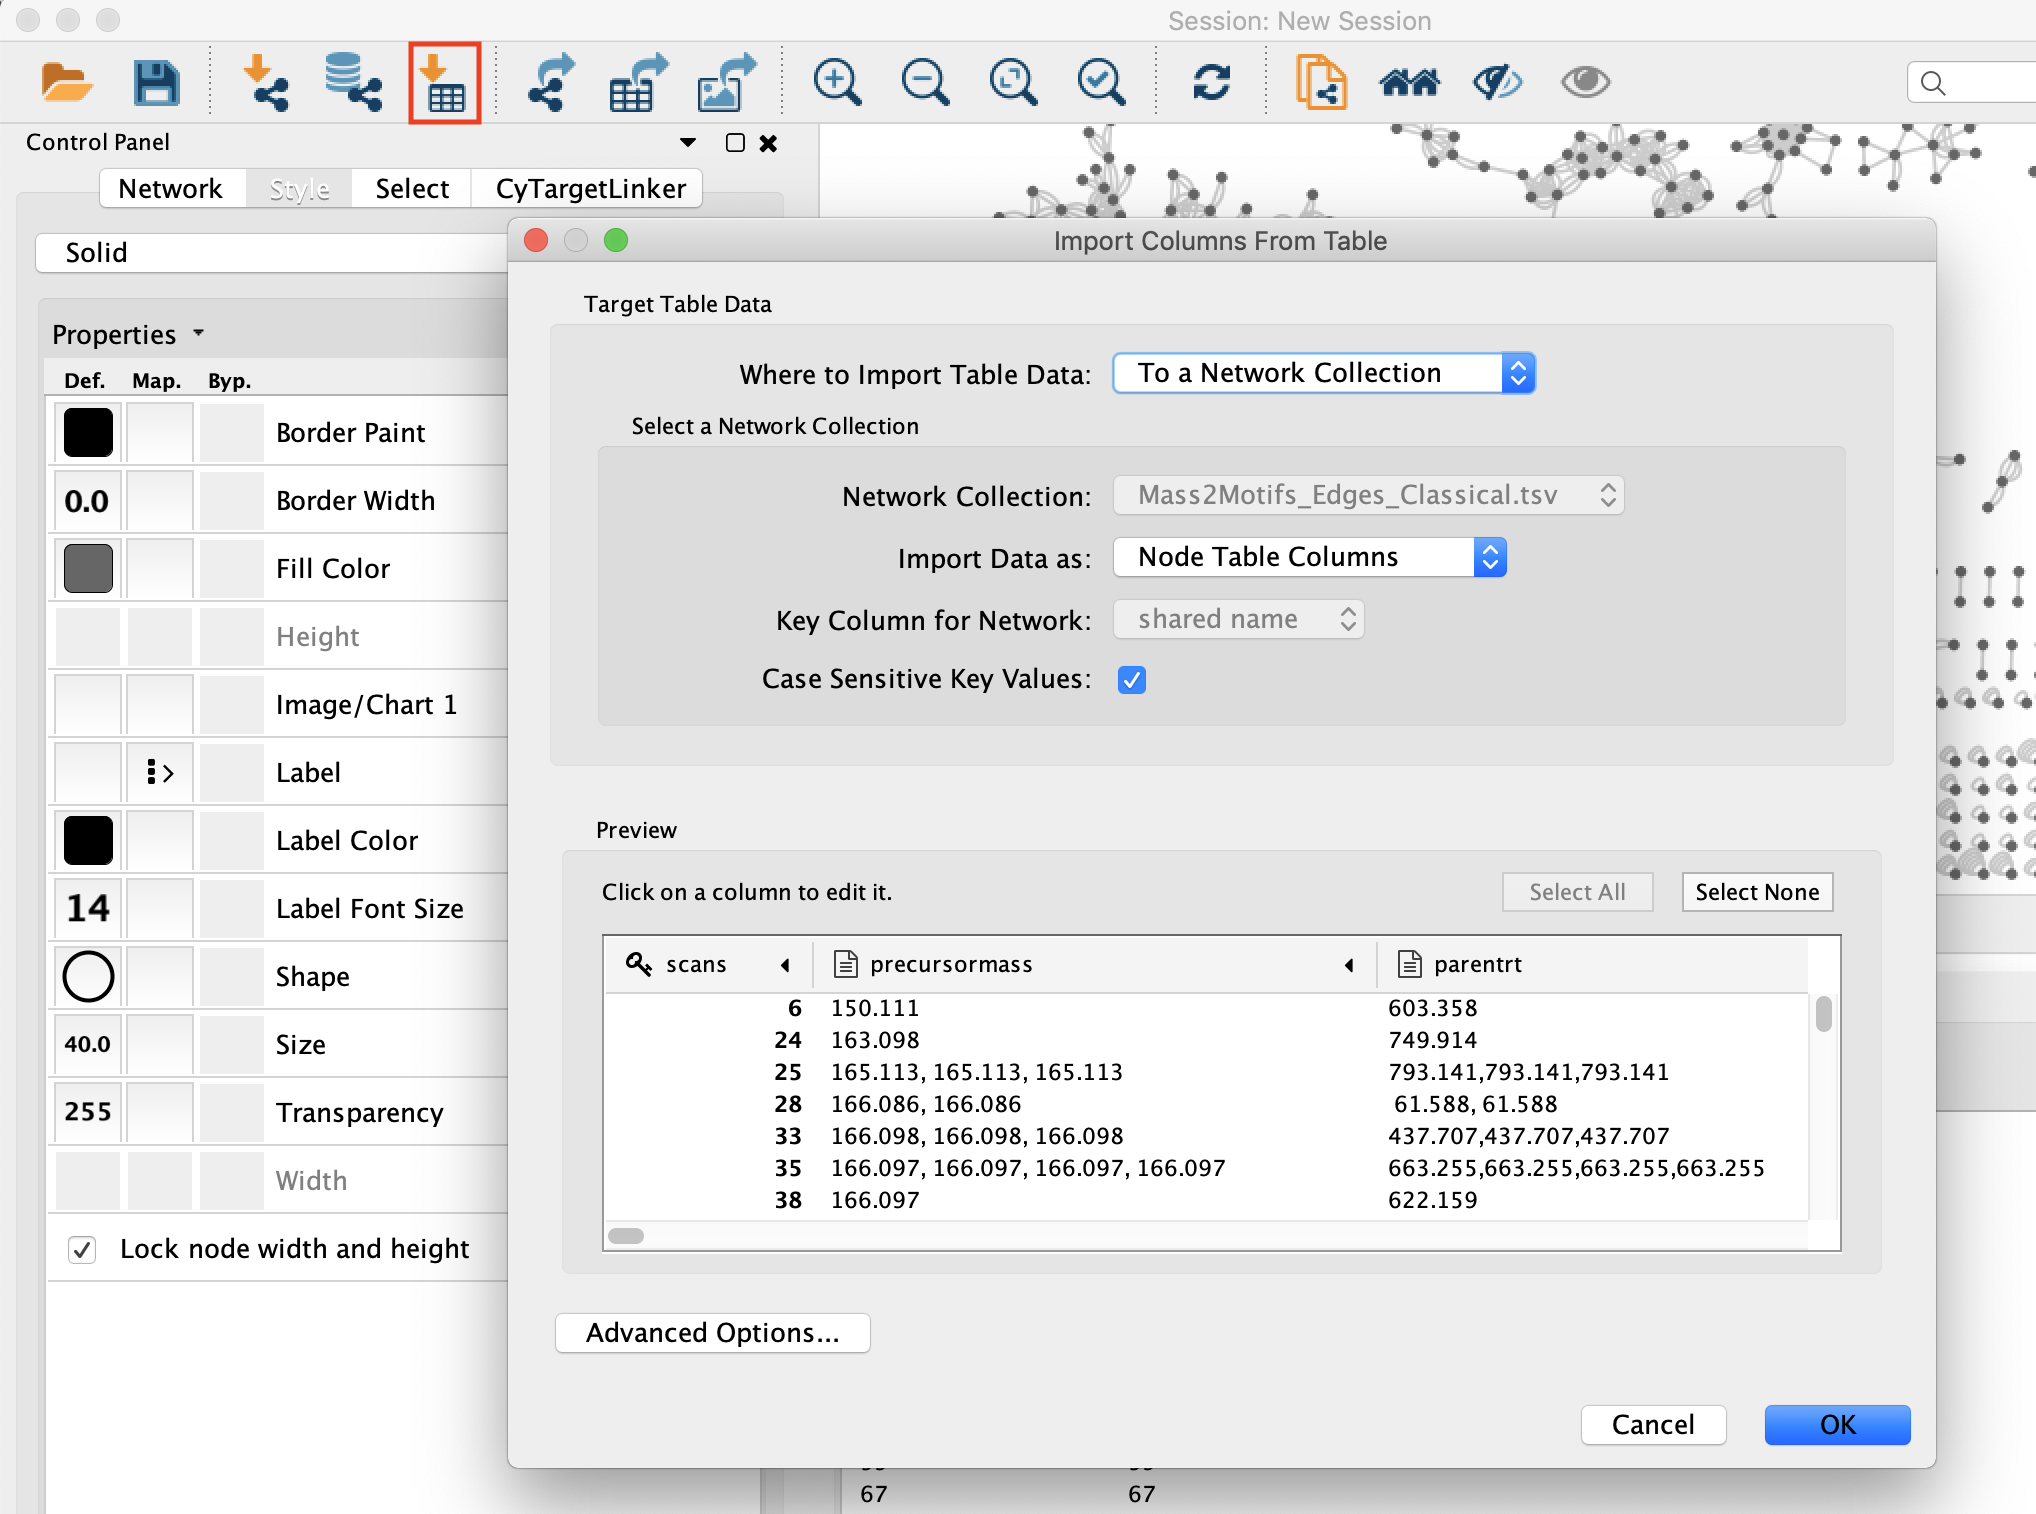 Session: New Session
Control Panel
Network Style Select CyTargetLinker
Solid
Properties
Def. Map. Byp.
Border Paint
0.0 Border Width
Fill Color
Height
Image/Chart 1
Label
Label Color
14 Label Font Size
Shape
40.0 Size
255 Transparency
Width
Lock node width and height
Import Columns From Table
Target Table Data
Where to Import Table Data: To a Network Collection
Select a Network Collection
Network Collection: Mass2Motifs_Edges_Classical.tsv
Import Data as: Node Table Columns
Key Column for Network: shared name
Case Sensitive Key Values:
Preview
Click on a column to edit it. Select All Select None
scans precursormass parentrt
6 150.111 603.358
24 163.098 749.914
25 165.113, 165.113, 165.113 793.141,793.141,793.141
28 166.086, 166.086 61.588, 61.588
33 166.098, 166.098, 166.098 437.707,437.707,437.707
35 166.097, 166.097, 166.097, 166.097 663.255,663.255,663.255,663.255
38 166.097 622.159
Advanced Options...
Cancel OK
67 67